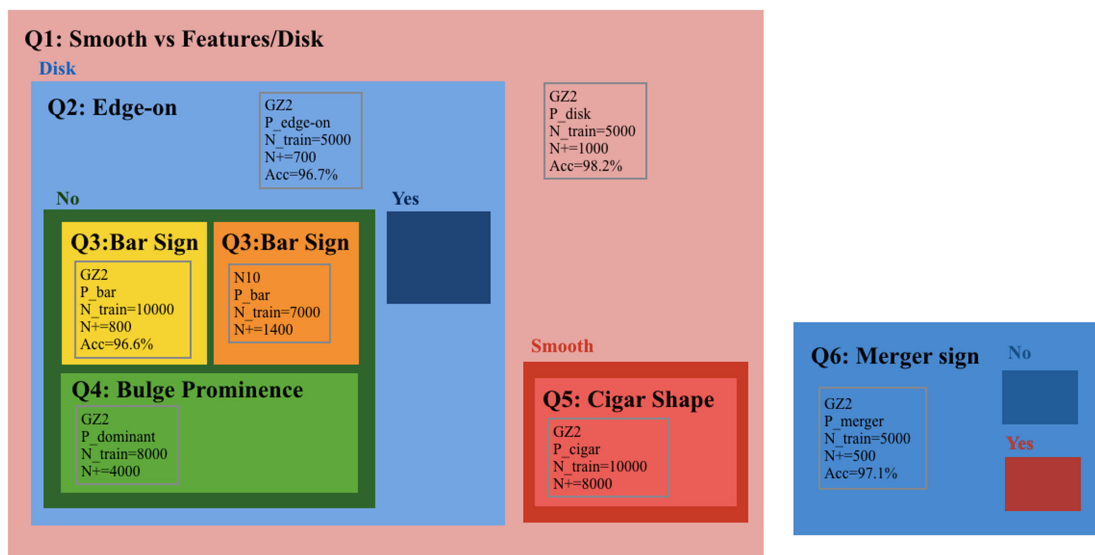 Q1: Smooth vs Features/Disk
Disk
Q2: Edge-on
GZ2
P_edge-on
N_train=5000
N+=700
Acc=96.7%
GZ2
P_disk
N_train=5000
N+=1000
Acc=98.2%
No
Yes
Q3:Bar Sign
GZ2
P_bar
N_train=10000
N+=800
Acc=96.6%
Q3:Bar Sign
N10
P_bar
N_train=7000
N+=1400
Q4: Bulge Prominence
GZ2
P_dominant
N_train=8000
N+=4000
Smooth
Q5: Cigar Shape
GZ2
P_cigar
N_train=10000
N+=8000
Q6: Merger sign
GZ2
P_merger
N_train=5000
N+=500
Acc=97.1%
No
Yes